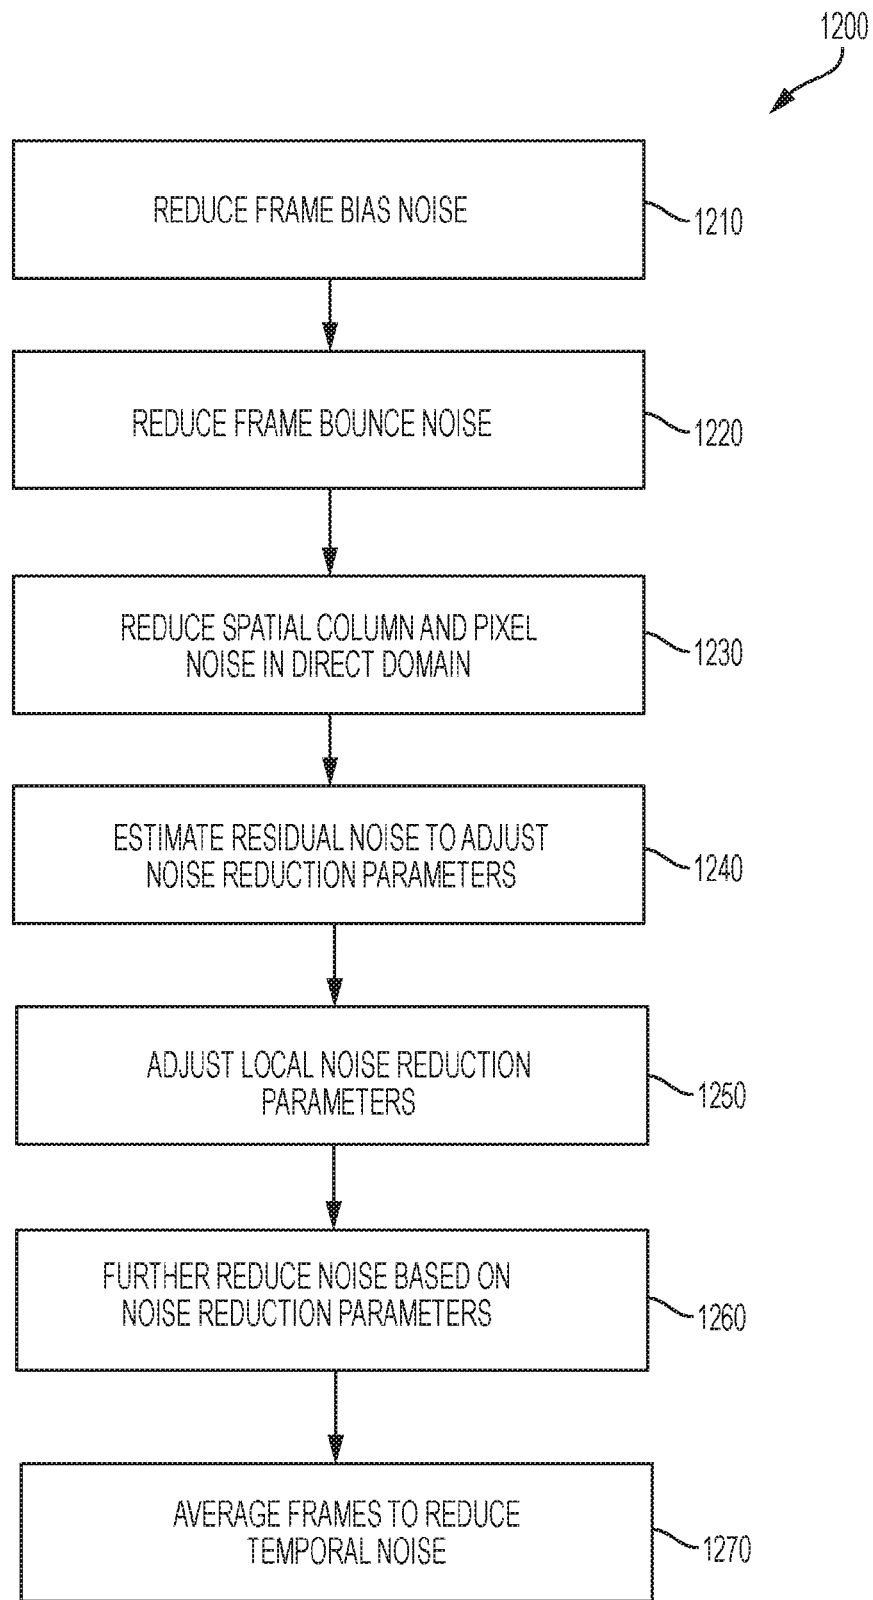 1200
REDUCE FRAME BIAS NOISE
1210
REDUCE FRAME BOUNCE NOISE
1220
REDUCE SPATIAL COLUMN AND PIXEL
NOISE IN DIRECT DOMAIN
1230
ESTIMATE RESIDUAL NOISE TO ADJUST
NOISE REDUCTION PARAMETERS
1240
ADJUST LOCAL NOISE REDUCTION
PARAMETERS
1250
FURTHER REDUCE NOISE BASED ON
NOISE REDUCTION PARAMETERS
1260
AVERAGE FRAMES TO REDUCE
TEMPORAL NOISE
1270